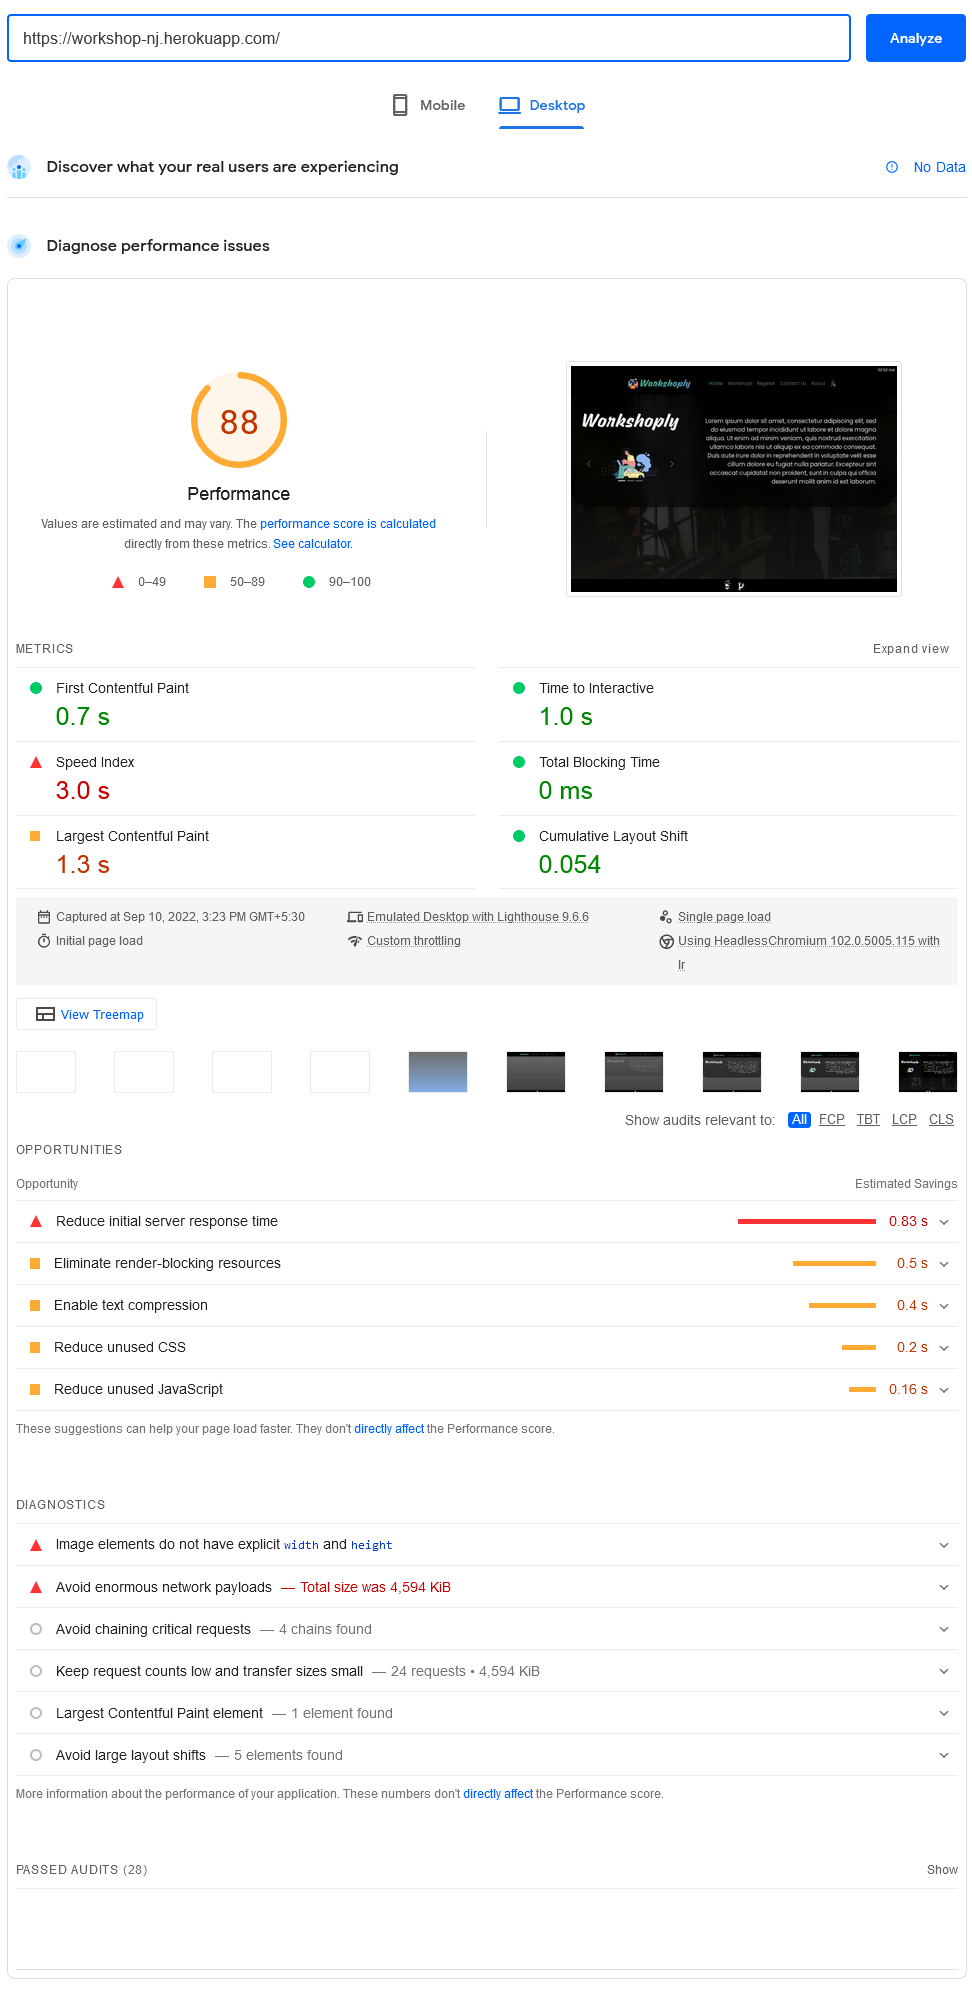 https://workshop-nj.herokuapp.com/
Analyze
Mobile
Desktop
Discover what your real users are experiencing
No Data
Diagnose performance issues
88
Performance
Values are estimated and may vary. The performance score is calculated
directly from these metrics. See calculator.
0–49
50–89
90–100
Workshoply
Home Workshops Register Contact Us About
Workshoply
Lorem ipsum dolor sit amet, consectetur adipiscing elit, sed
do eiusmod tempor incididunt ut labore et dolore magna
aliqua. Ut enim ad minim veniam, quis nostrud exercitation
ullamco laboris nisi ut aliquip ex ea commodo consequat.
Duis aute irure dolor in reprehenderit in voluptate velit esse
cillum dolore eu fugiat nulla pariatur. Excepteur sint
occaecat cupidatat non proident, sunt in culpa qui officia
deserunt mollit anim id est laborum.
METRICS
Expand view
First Contentful Paint
0.7 s
Time to Interactive
1.0 s
Speed Index
3.0 s
Total Blocking Time
0 ms
Largest Contentful Paint
1.3 s
Cumulative Layout Shift
0.054
Captured at Sep 10, 2022, 3:23 PM GMT+5:30
Emulated Desktop with Lighthouse 9.6.6
Single page load
Initial page load
Custom throttling
Using HeadlessChromium 102.0.5005.115 with
lr
View Treemap
Show audits relevant to: All FCP TBT LCP CLS
OPPORTUNITIES
Opportunity
Estimated Savings
Reduce initial server response time
0.83 s
Eliminate render-blocking resources
0.5 s
Enable text compression
0.4 s
Reduce unused CSS
0.2 s
Reduce unused JavaScript
0.16 s
These suggestions can help your page load faster. They don't directly affect the Performance score.
DIAGNOSTICS
Image elements do not have explicit width and height
Avoid enormous network payloads — Total size was 4,594 KiB
Avoid chaining critical requests — 4 chains found
Keep request counts low and transfer sizes small — 24 requests • 4,594 KiB
Largest Contentful Paint element — 1 element found
Avoid large layout shifts — 5 elements found
More information about the performance of your application. These numbers don't directly affect the Performance score.
PASSED AUDITS (28)
Show